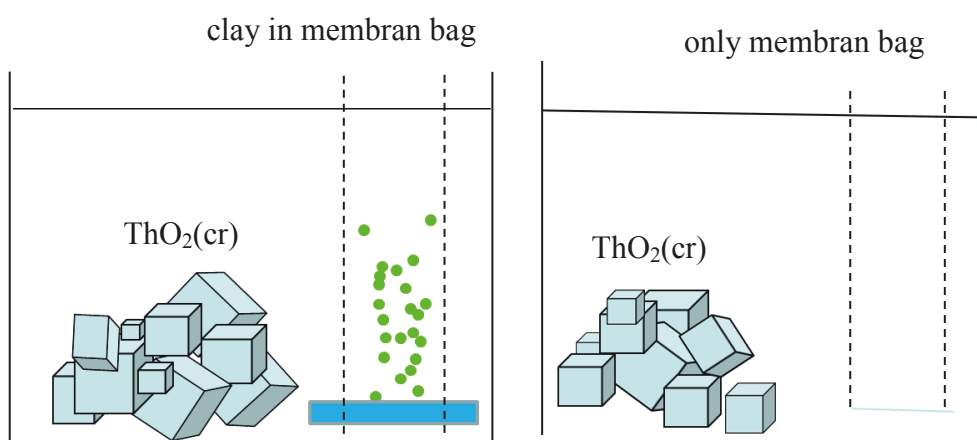 clay in membran bag
only membran bag
ThO₂(cr)
ThO₂(cr)